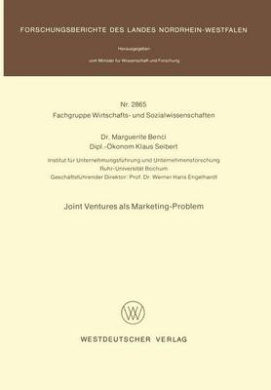 FORSCHUNGSBERICHTE DES LANDES NORDRHEIN-WESTFALEN
Herausgegeben
vom Minister für Wissenschaft und Forschung
Nr. 2865
Fachgruppe Wirtschafts- und Sozialwissenschaften
Dr. Marguerite Benci
Dipl.-Ökonom Klaus Seibert
Institut für Unternehmungsführung und Unternehmensforschung
Ruhr-Universität Bochum
Geschäftsführender Direktor: Prof. Dr. Werner Hans Engelhardt
Joint Ventures als Marketing-Problem
WESTDEUTSCHER VERLAG